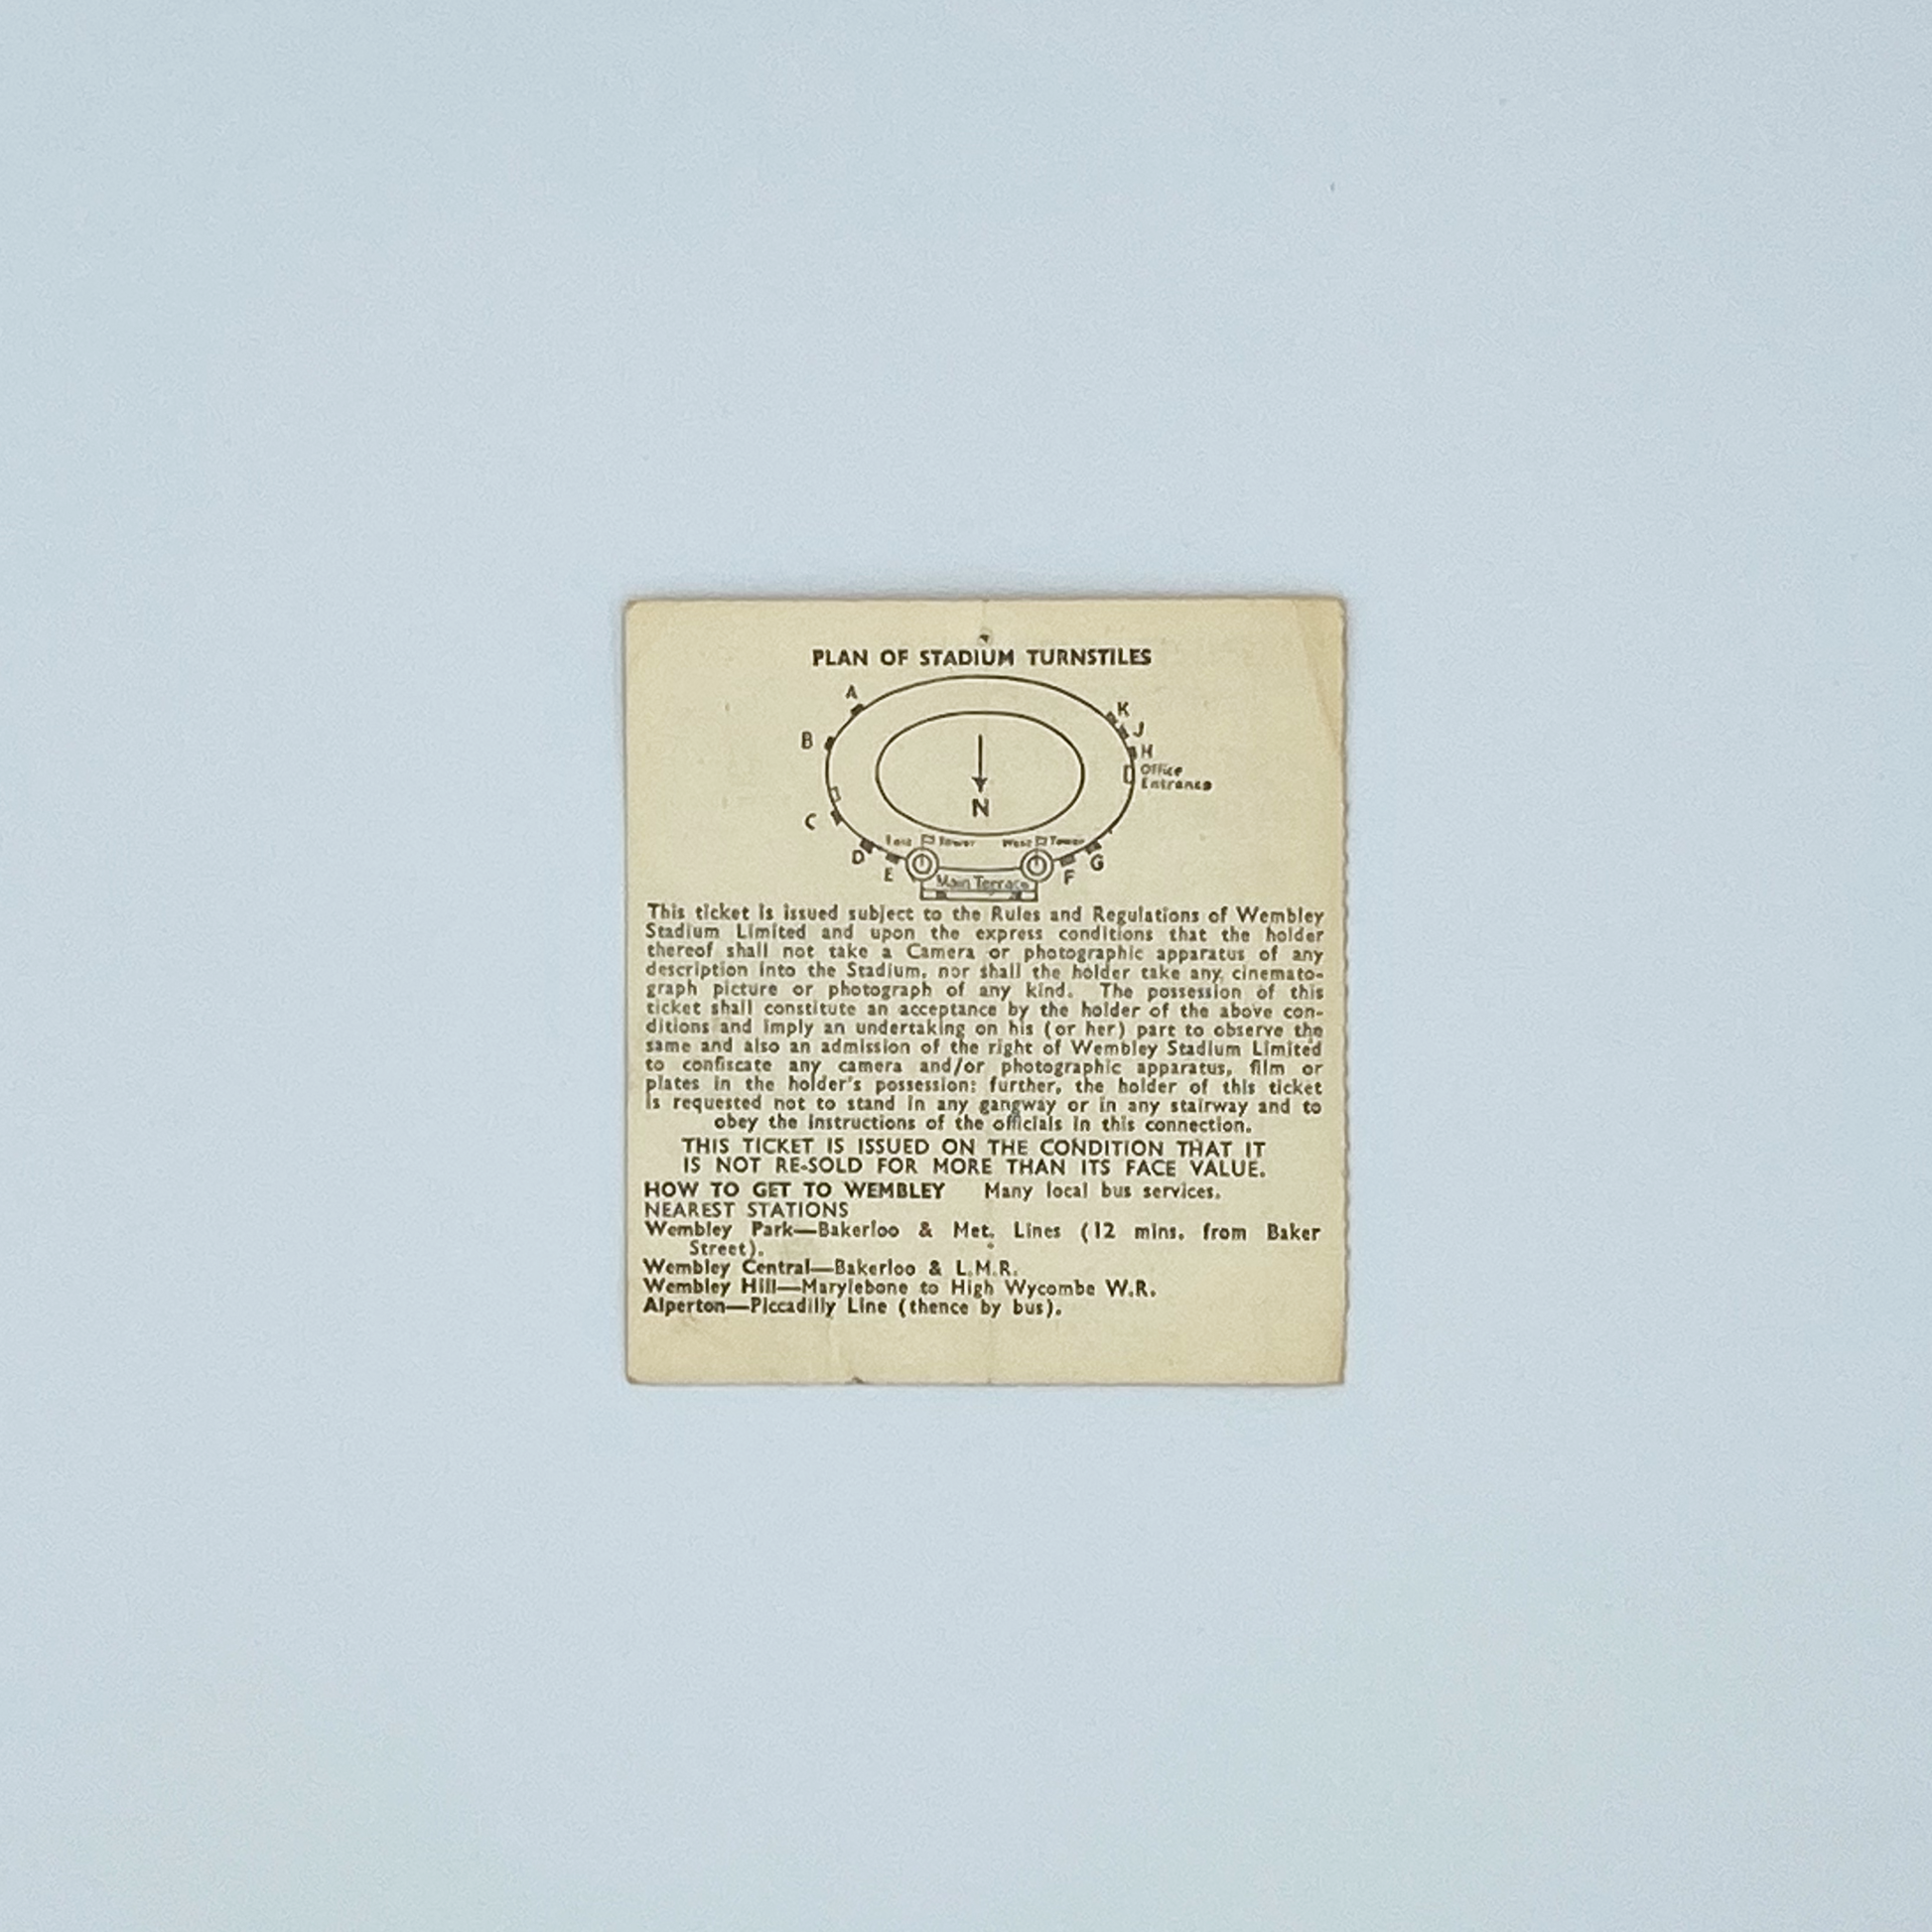 PLAN OF STADIUM TURNSTILES
A
K
J
B
H
Office
Entrance
N
C
East Tower
West Tower
D
E
F
G
Main Terrace
This ticket is issued subject to the Rules and Regulations of Wembley
Stadium Limited and upon the express conditions that the holder
thereof shall not take a Camera or photographic apparatus of any
description into the Stadium, nor shall the holder take any, cinemato-
graph picture or photograph of any kind. The possession of this
ticket shall constitute an acceptance by the holder of the above con-
ditions and imply an undertaking on his (or her) part to observe the
same and also an admission of the right of Wembley Stadium Limited
to confiscate any camera and/or photographic apparatus, film or
plates in the holder's possession; further, the holder of this ticket
is requested not to stand in any gangway or in any stairway and to
obey the instructions of the officials in this connection.
THIS TICKET IS ISSUED ON THE CONDITION THAT IT
IS NOT RE-SOLD FOR MORE THAN ITS FACE VALUE.
HOW TO GET TO WEMBLEY Many local bus services.
NEAREST STATIONS
Wembley Park—Bakerloo & Met. Lines (12 mins. from Baker
Street).
Wembley Central—Bakerloo & L.M.R.
Wembley Hill—Marylebone to High Wycombe W.R.
Alperton—Piccadilly Line (thence by bus).